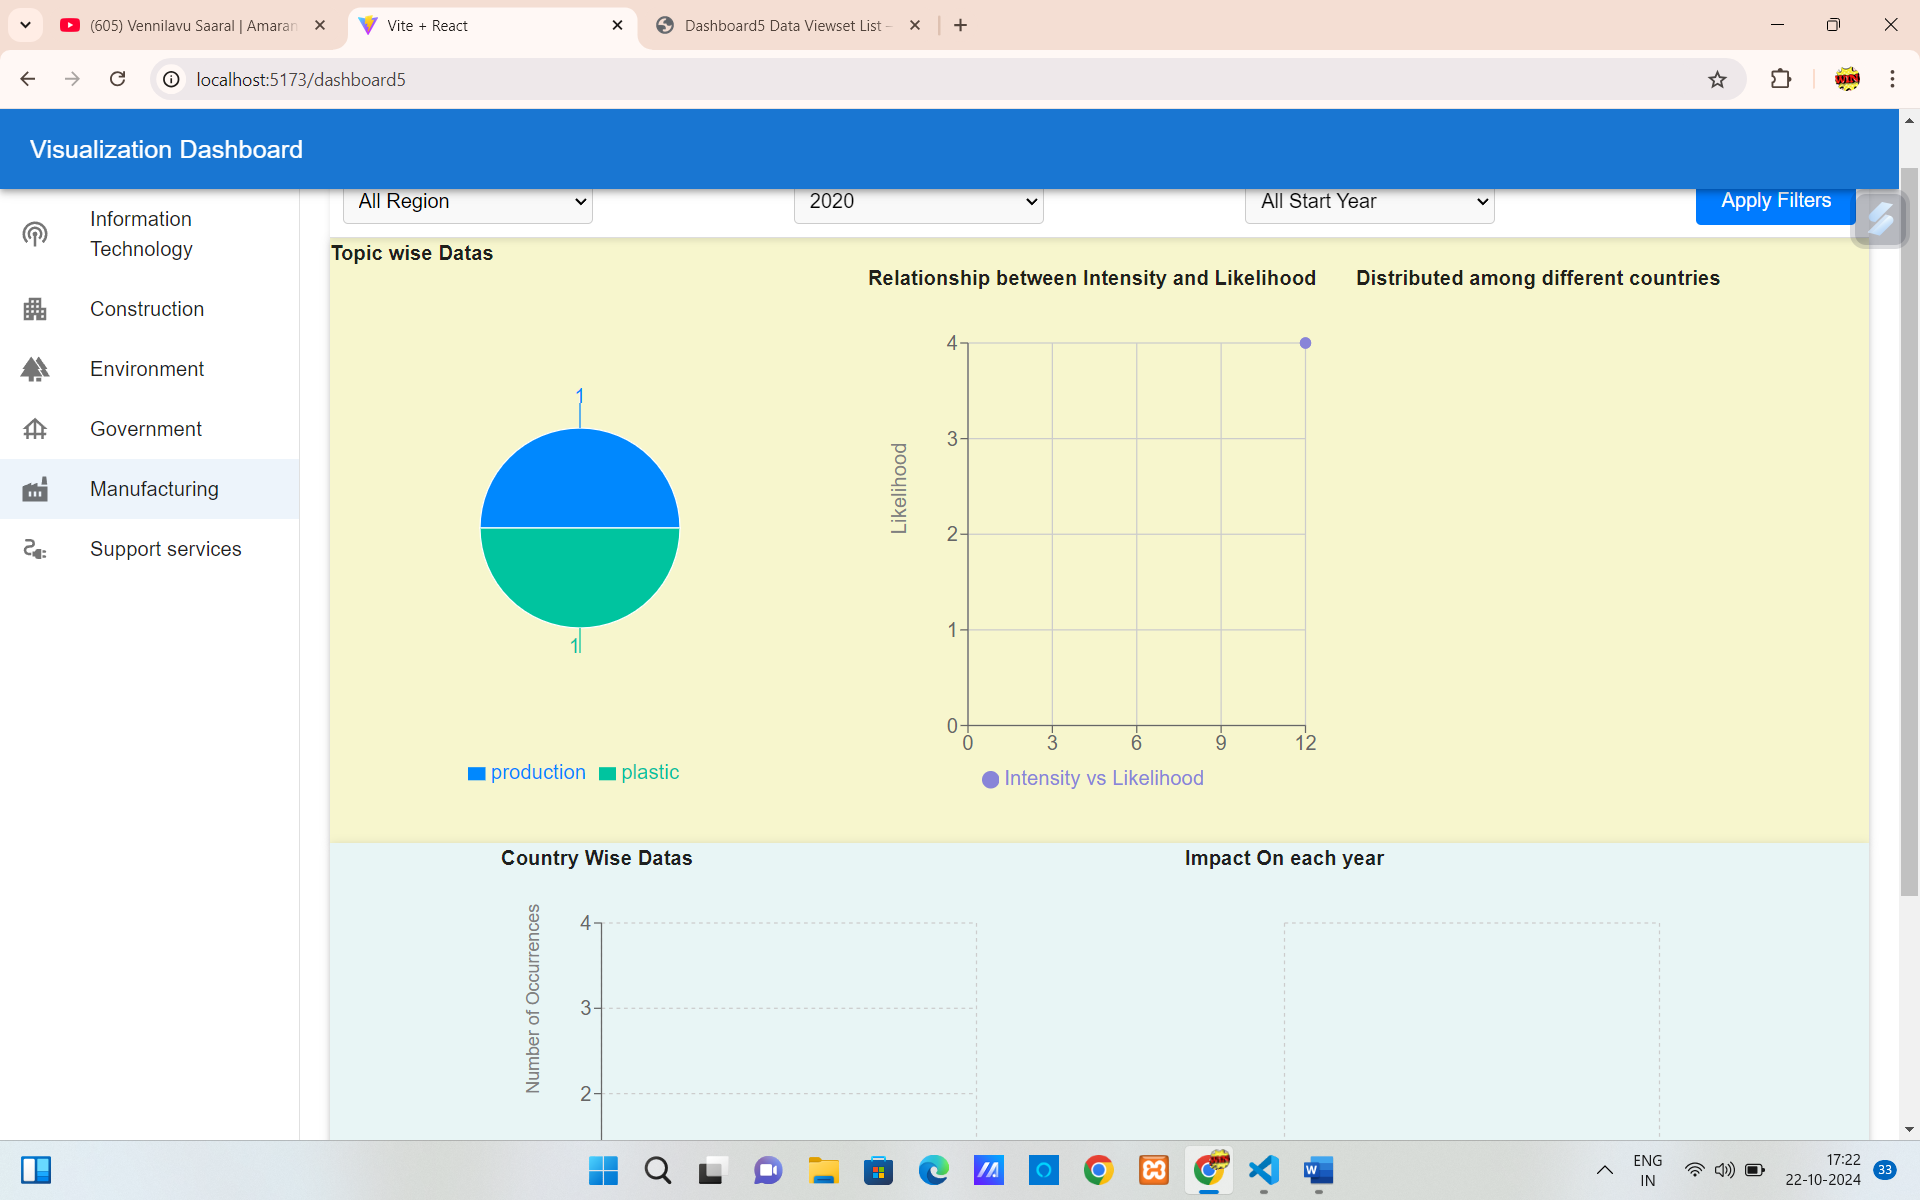 (605) Vennilavu Saaral | Amaran
Vite + React
Dashboard5 Data Viewset List -
localhost:5173/dashboard5
Visualization Dashboard
All Region
2020
All Start Year
Apply Filters
Information
Technology
Construction
Environment
Government
Manufacturing
Support services
Topic wise Datas
1
1
production
plastic
Relationship between Intensity and Likelihood
Likelihood
4
3
2
1
0
0
3
6
9
12
Intensity vs Likelihood
Distributed among different countries
Country Wise Datas
Number of Occurrences
4
3
2
Impact On each year
ENG
IN
17:22
22-10-2024
33